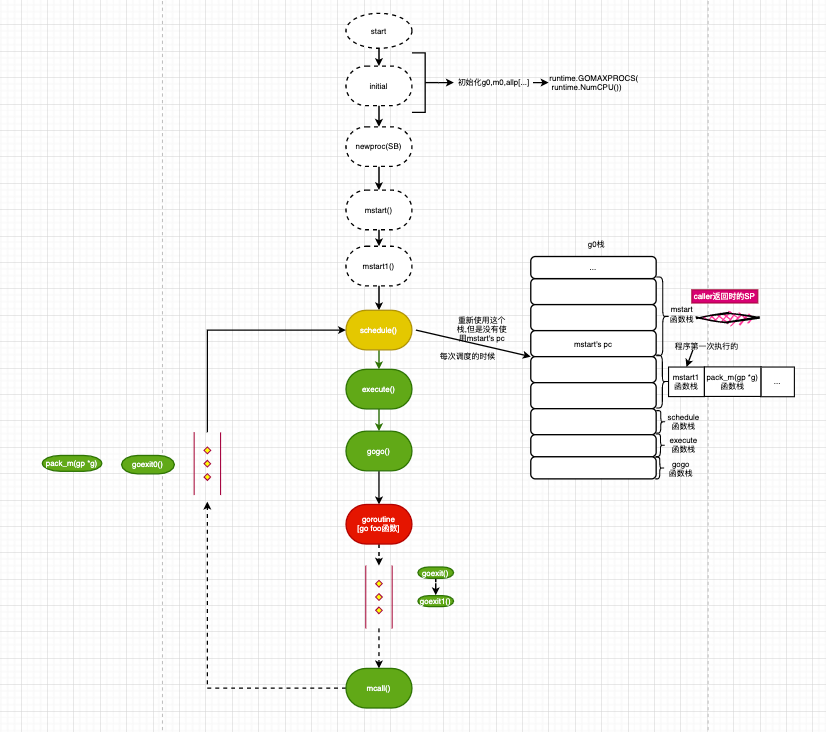 start
initial
初始化g0,m0,allp[...]
runtime.GOMAXPROCS(
runtime.NumCPU())
newproc(SB)
mstart()
mstart1()
g0栈
...
caller返回时的SP
mstart
函数栈
schedule()
重新使用这个
栈,但是没有使
用mstart's pc
每次调度的时候
mstart's pc
程序第一次执行的
mstart1
函数栈
pack_m(gp *g)
函数栈
...
execute()
schedule
函数栈
execute
函数栈
gogo
函数栈
gogo()
pack_m(gp *g)
goexit0()
goroutine
[go foo函数]
goexit()
goexit1()
mcall()